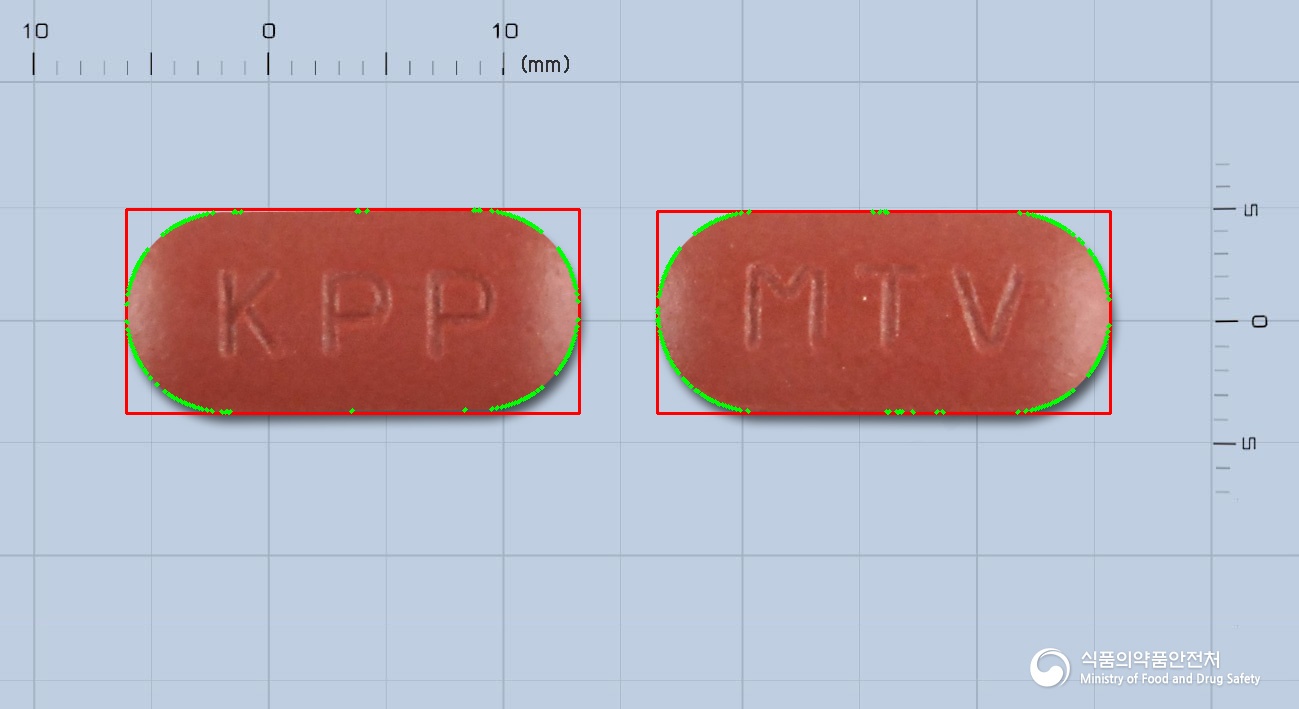 10 0 10 (mm)
5
KPP MTV
0
5
식품의약품안전처
Ministry of Food and Drug Safety